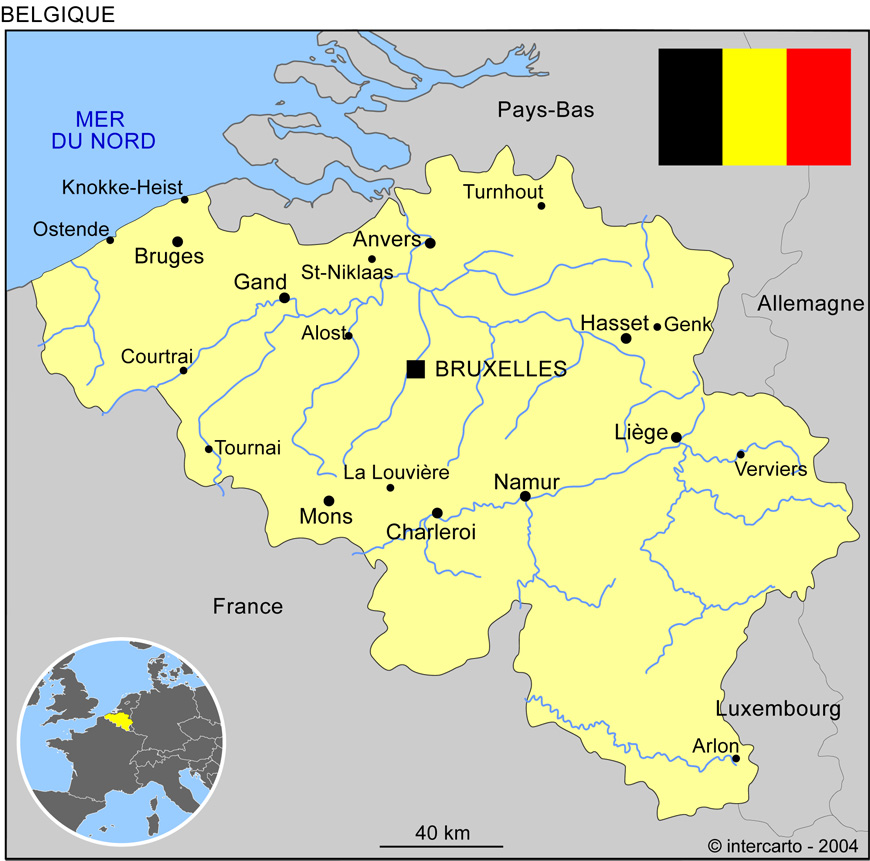 BELGIQUE
MER
DU NORD
Pays-Bas
Knokke-Heist
Turnhout
Ostende
Anvers
Bruges
St-Niklaas
Gand
Allemagne
Hasset
Genk
Alost
Courtrai
BRUXELLES
Liège
Tournai
Verviers
La Louvière
Namur
Mons
Charleroi
France
Luxembourg
Arlon
40 km
© intercarto - 2004